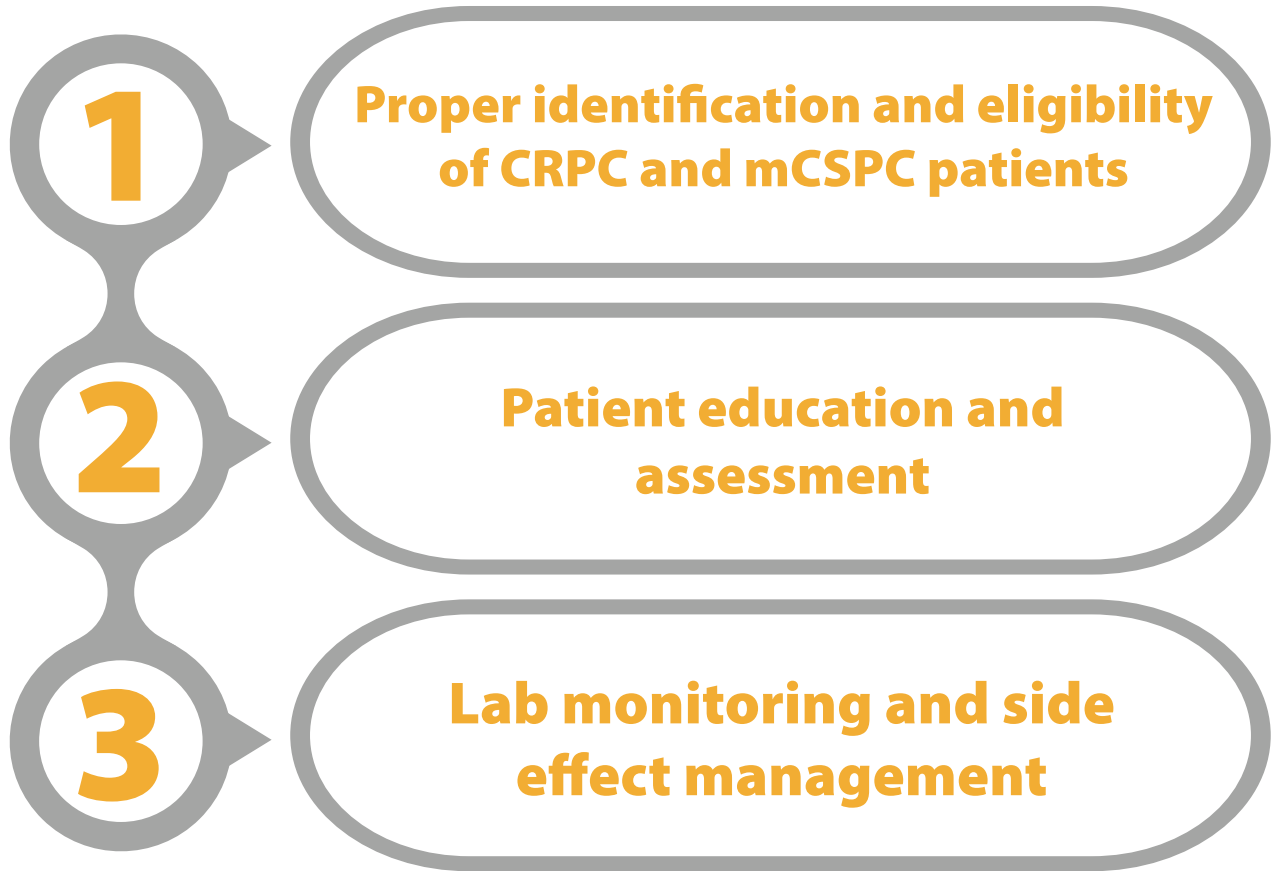 1
Proper identification and eligibility
of CRPC and mCSPC patients
2
Patient education and
assessment
3
Lab monitoring and side
effect management